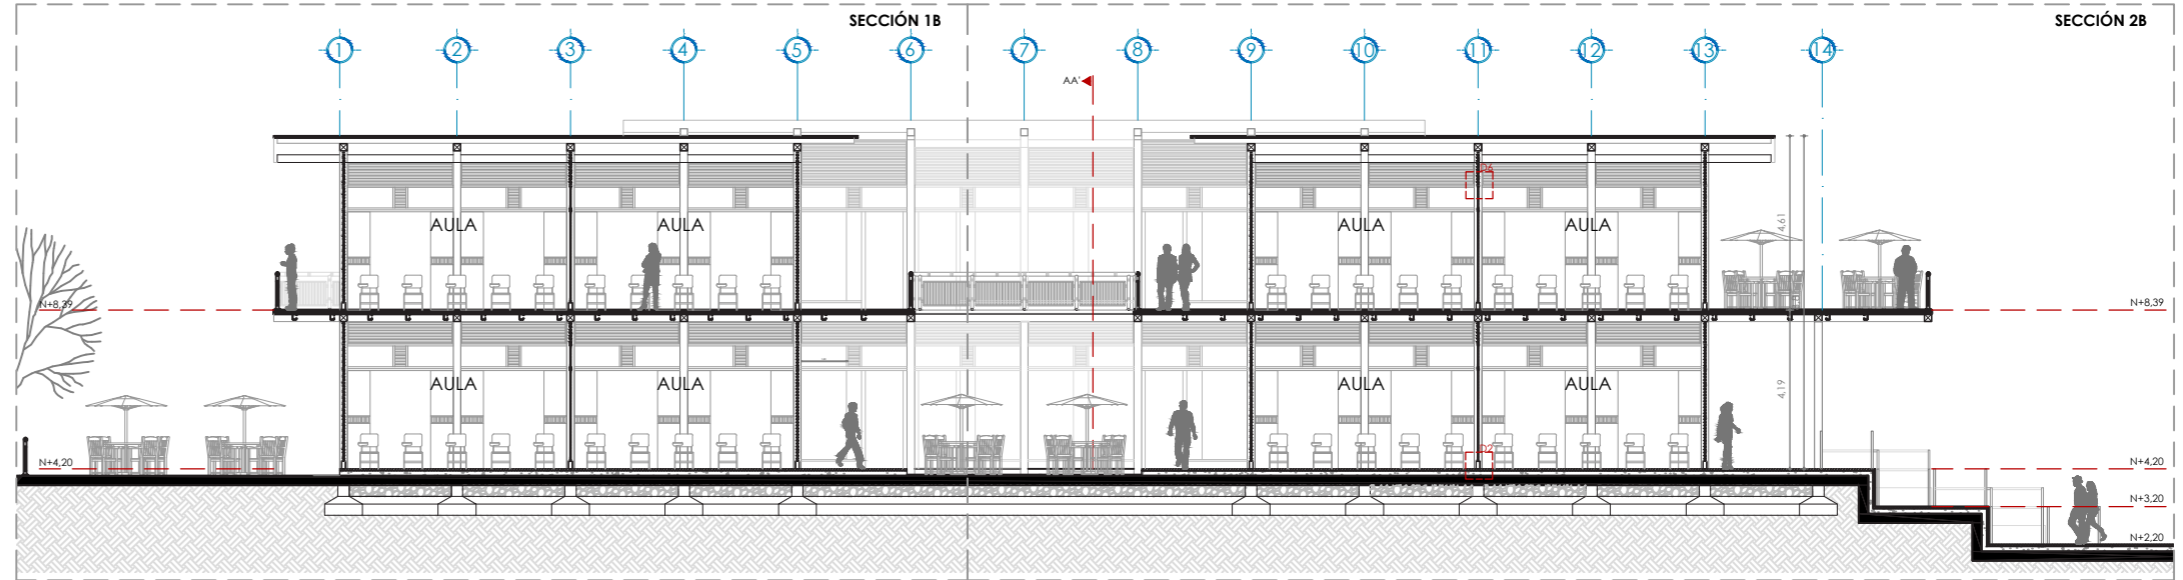 SECCIÓN 1B
SECCIÓN 2B
1 2 3 4 5 6 7 8 9 10 11 12 13 14
AA'
D6
AULA AULA AULA AULA
4,61
N+8,39 N+8,39
AULA AULA AULA AULA
4,19
D2
N+4,20 N+4,20
N+3,20
N+2,20